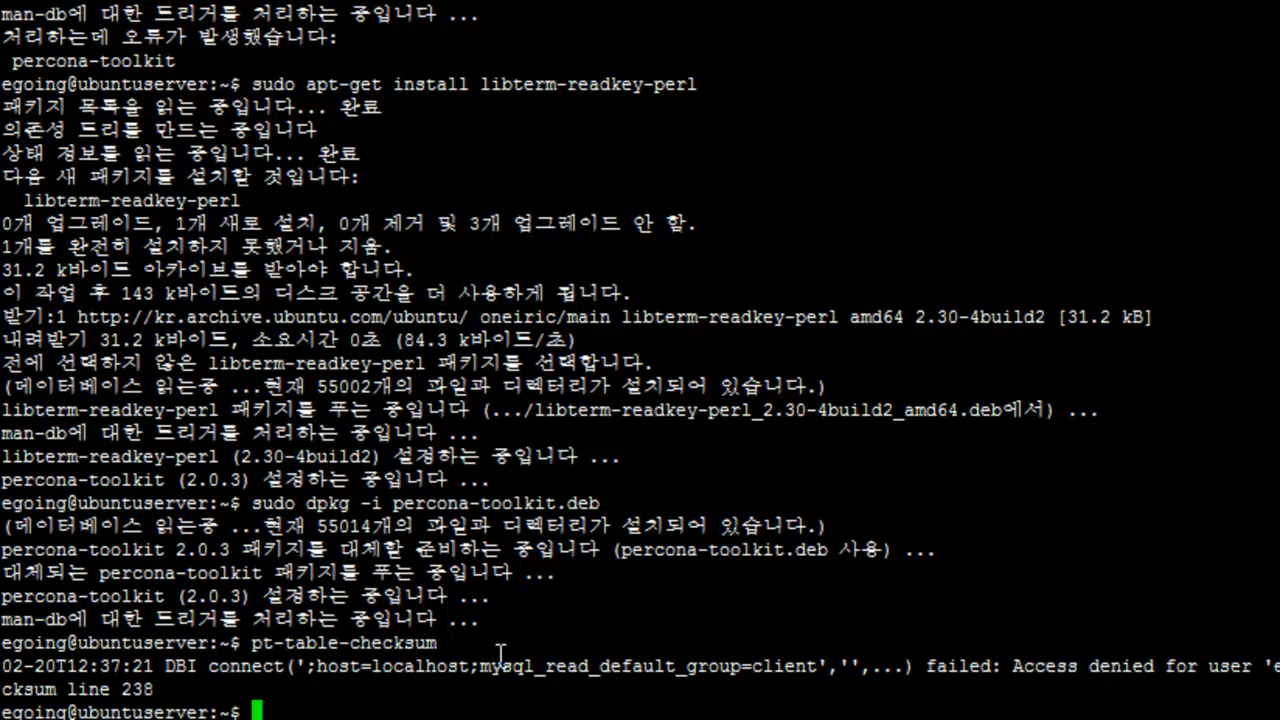 man-db에 대한 트리거를 처리하는 중입니다 ...
처리하는데 오류가 발생했습니다:
 percona-toolkit
egoing@ubuntuserver:~$ sudo apt-get install libterm-readkey-perl
패키지 목록을 읽는 중입니다... 완료
의존성 트리를 만드는 중입니다
상태 정보를 읽는 중입니다... 완료
다음 새 패키지를 설치할 것입니다:
  libterm-readkey-perl
0개 업그레이드, 1개 새로 설치, 0개 제거 및 3개 업그레이드 안 함.
1개를 완전히 설치하지 못했거나 지움.
31.2 k바이트 아카이브를 받아야 합니다.
이 작업 후 143 k바이트의 디스크 공간을 더 사용하게 됩니다.
받기:1 http://kr.archive.ubuntu.com/ubuntu/ oneiric/main libterm-readkey-perl amd64 2.30-4build2 [31.2 kB]
내려받기 31.2 k바이트, 소요시간 0초 (84.3 k바이트/초)
전에 선택하지 않은 libterm-readkey-perl 패키지를 선택합니다.
(데이터베이스 읽는중 ...현재 55002개의 파일과 디렉터리가 설치되어 있습니다.)
libterm-readkey-perl 패키지를 푸는 중입니다 (.../libterm-readkey-perl_2.30-4build2_amd64.deb에서) ...
man-db에 대한 트리거를 처리하는 중입니다 ...
libterm-readkey-perl (2.30-4build2) 설정하는 중입니다 ...
percona-toolkit (2.0.3) 설정하는 중입니다 ...
egoing@ubuntuserver:~$ sudo dpkg -i percona-toolkit.deb
(데이터베이스 읽는중 ...현재 55014개의 파일과 디렉터리가 설치되어 있습니다.)
percona-toolkit 2.0.3 패키지를 대체할 준비하는 중입니다 (percona-toolkit.deb 사용) ...
대체되는 percona-toolkit 패키지를 푸는 중입니다 ...
percona-toolkit (2.0.3) 설정하는 중입니다 ...
man-db에 대한 트리거를 처리하는 중입니다 ...
egoing@ubuntuserver:~$ pt-table-checksum
02-20T12:37:21 DBI connect(';host=localhost;mysql_read_default_group=client','',...) failed: Access denied for user 'e
cksum line 238
egoing@ubuntuserver:~$